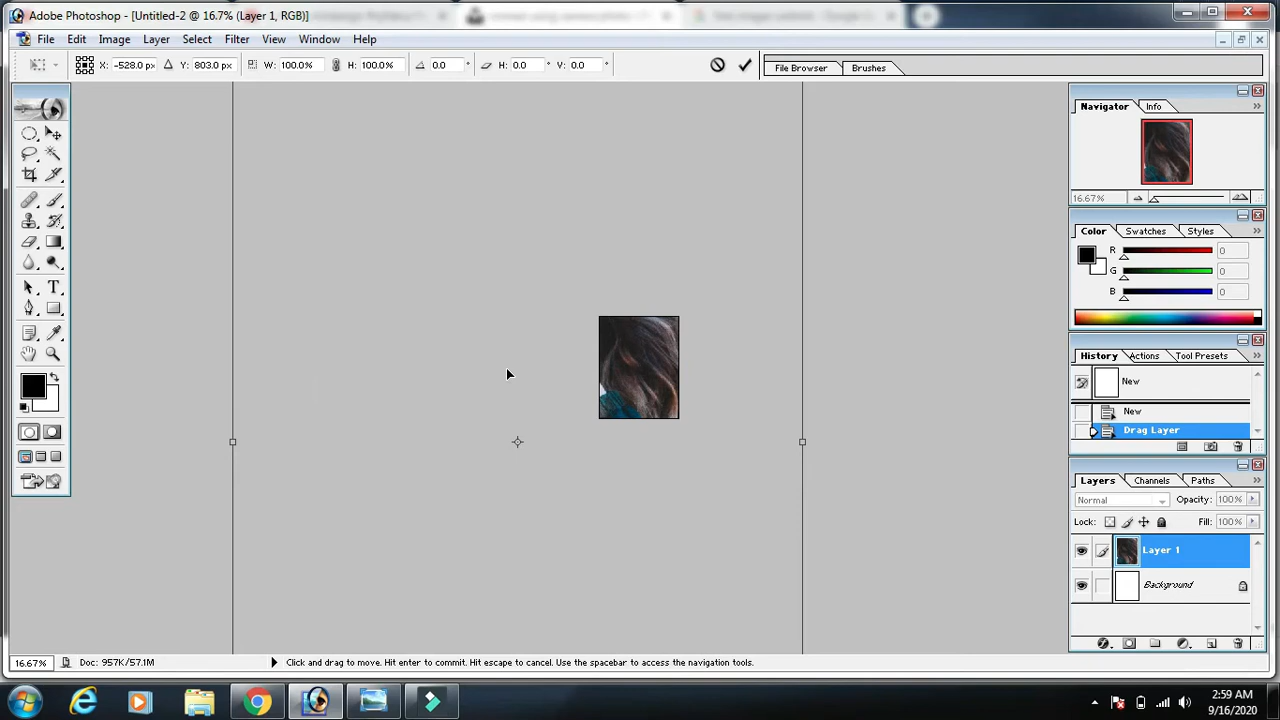 Adobe Photoshop - [Untitled-2 @ 16.7% (Layer 1, RGB)]
File Edit Image Layer Select Filter View Window Help
X: -528.0 px Y: 803.0 px W: 100.0% H: 100.0% 0.0 ° H: 0.0 ° V: 0.0 ° File Browser Brushes
Navigator Info
16.67%
Color Swatches Styles
R 0
G 0
B 0
History Actions Tool Presets
New
New
Drag Layer
Layers Channels Paths
Normal Opacity: 100%
Lock: Fill: 100%
Layer 1
Background
16.67% Doc: 957K/57.1M Click and drag to move. Hit enter to commit. Hit escape to cancel. Use the spacebar to access the navigation tools.
2:59 AM
9/16/2020